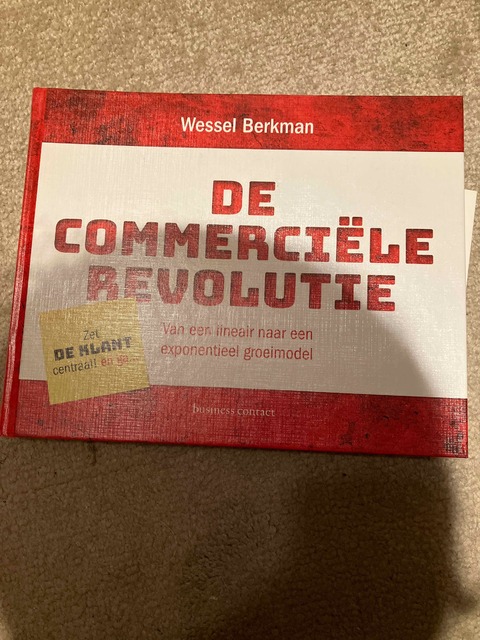 Wessel Berkman
DE
COMMERCIËLE
REVOLUTIE
Van een lineair naar een
exponentieel groeimodel
Zet
DE KLANT
centraal! en ga
business contact